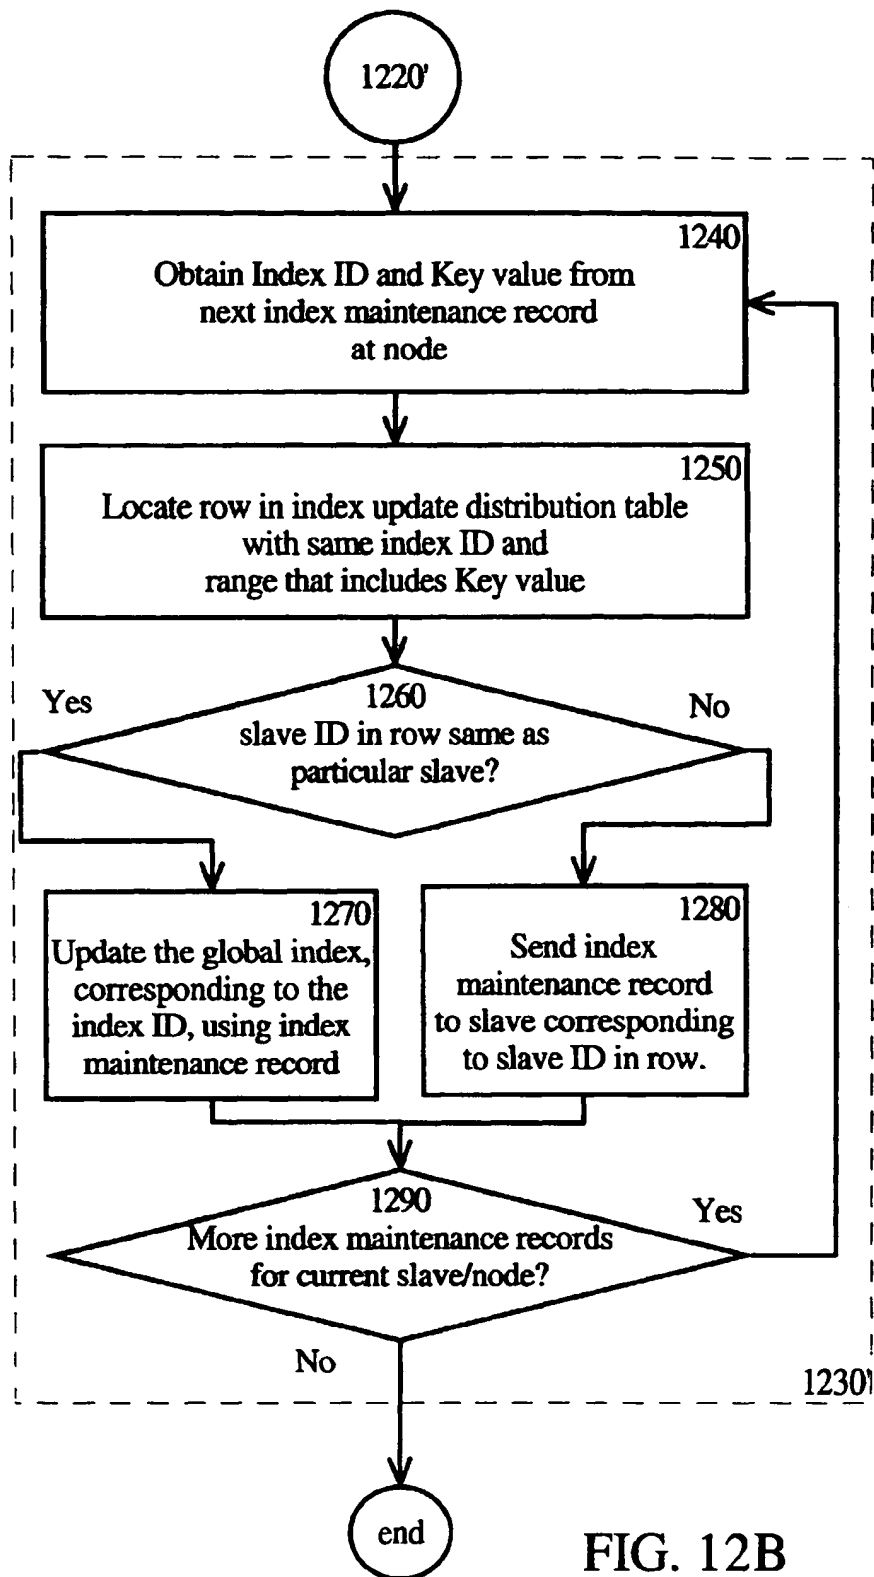 1220'
1240
Obtain Index ID and Key value from
next index maintenance record
at node
1250
Locate row in index update distribution table
with same index ID and
range that includes Key value
Yes
1260
No
slave ID in row same as
particular slave?
1270
Update the global index,
corresponding to the
index ID, using index
maintenance record
1280
Send index
maintenance record
to slave corresponding
to slave ID in row.
1290
Yes
More index maintenance records
for current slave/node?
No
1230'
end
FIG. 12B